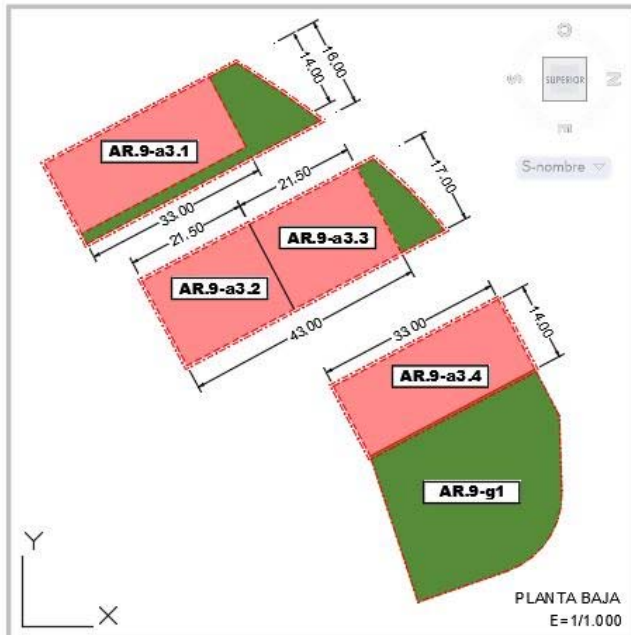 14.00
16.00
SUPERIOR
S-nombre
AR.9-a3.1
33.00
21.50
17.00
21.50
AR.9-a3.3
AR.9-a3.2
43.00
33.00
14.00
AR.9-a3.4
AR.9-g1
Y
X
PLANTA BAJA
E=1/1.000